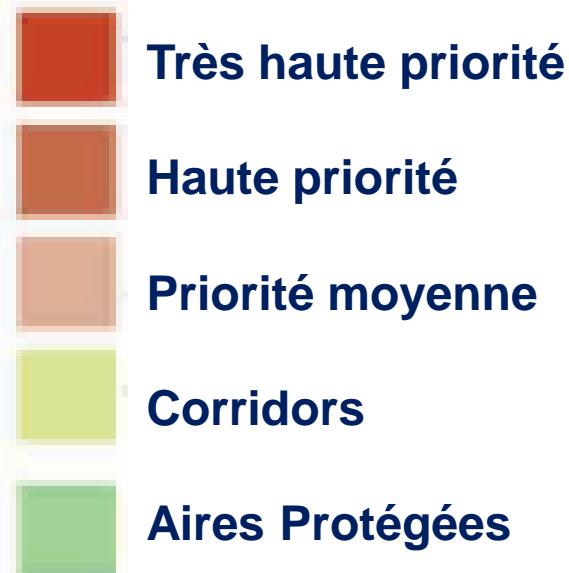 Très haute priorité
Haute priorité
Priorité moyenne
Corridors
Aires Protégées